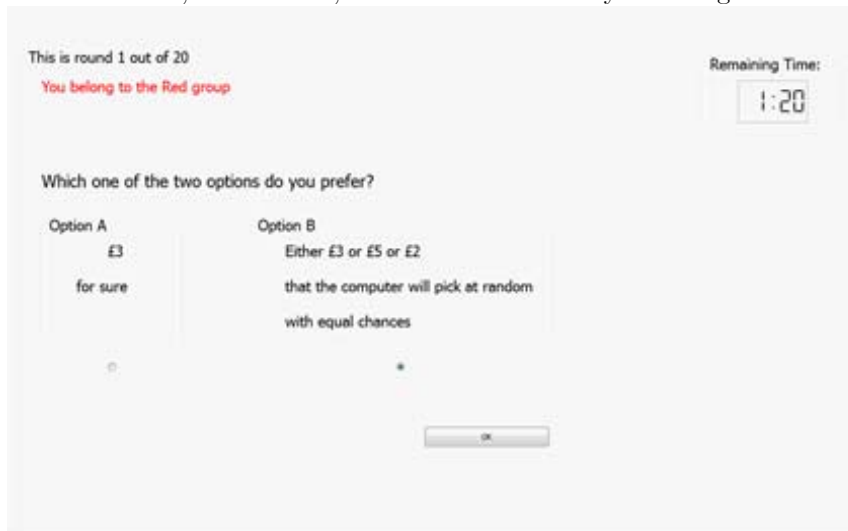 This is round 1 out of 20
You belong to the Red group
Remaining Time:
1:20
Which one of the two options do you prefer?
Option A
Option B
£3
Either £3 or £5 or £2
for sure
that the computer will pick at random
with equal chances
OK